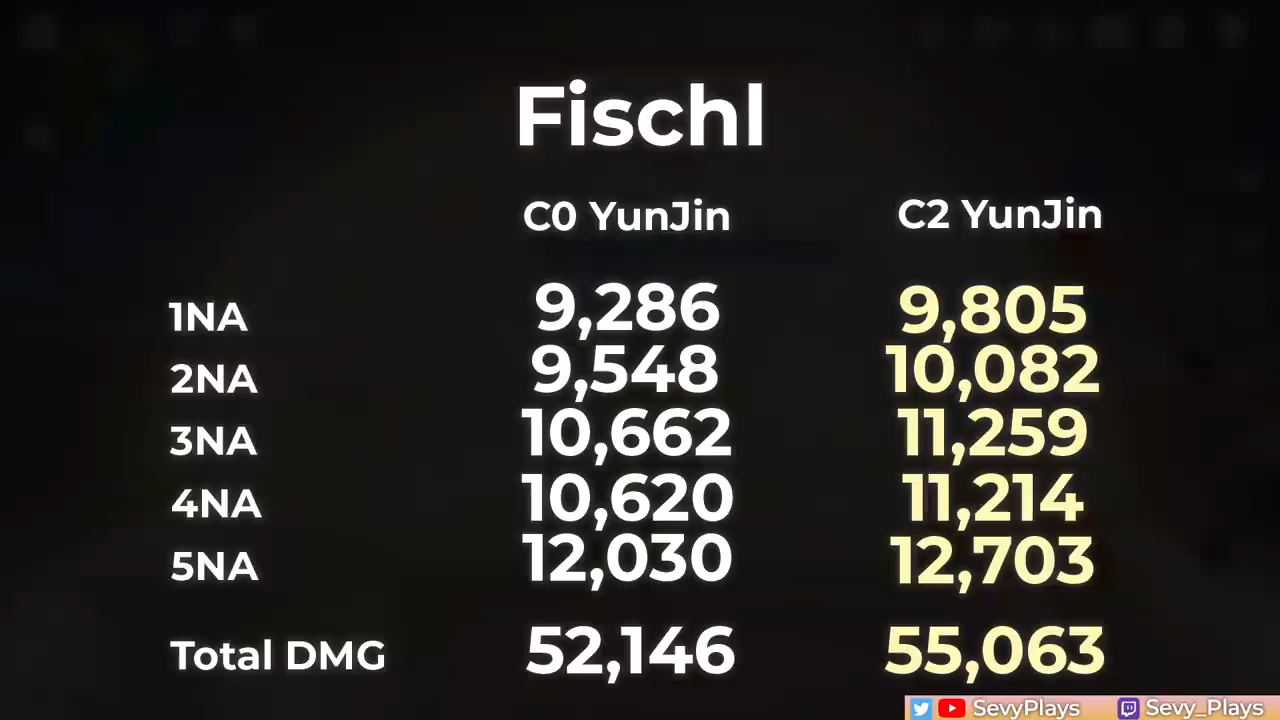 Fischl
C0 YunJin C2 YunJin
1NA 9,286 9,805
2NA 9,548 10,082
3NA 10,662 11,259
4NA 10,620 11,214
5NA 12,030 12,703
Total DMG 52,146 55,063
SevyPlays Sevy_Plays